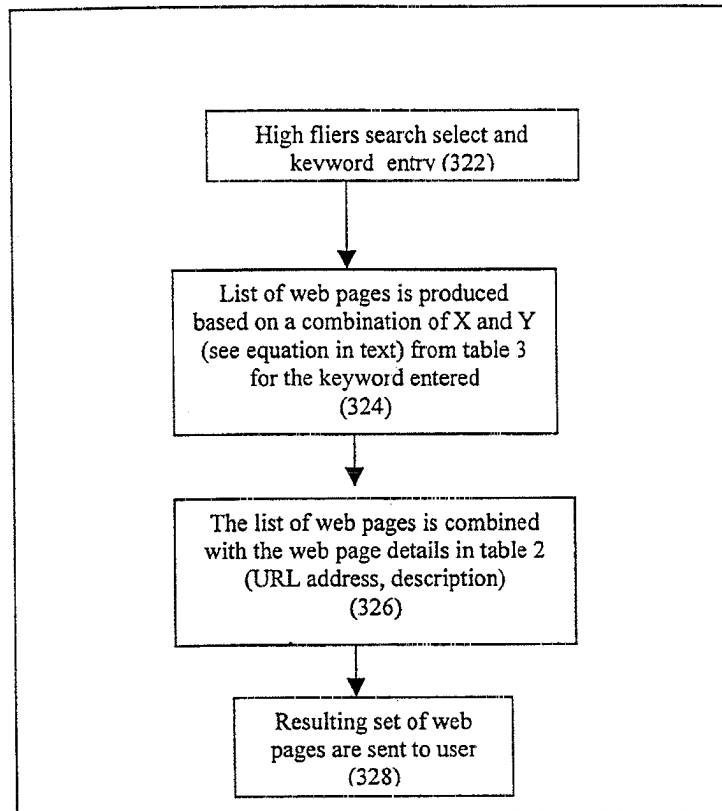 High fliers search select and
keyword entry (322)
List of web pages is produced
based on a combination of X and Y
(see equation in text) from table 3
for the keyword entered
(324)
The list of web pages is combined
with the web page details in table 2
(URL address, description)
(326)
Resulting set of web
pages are sent to user
(328)